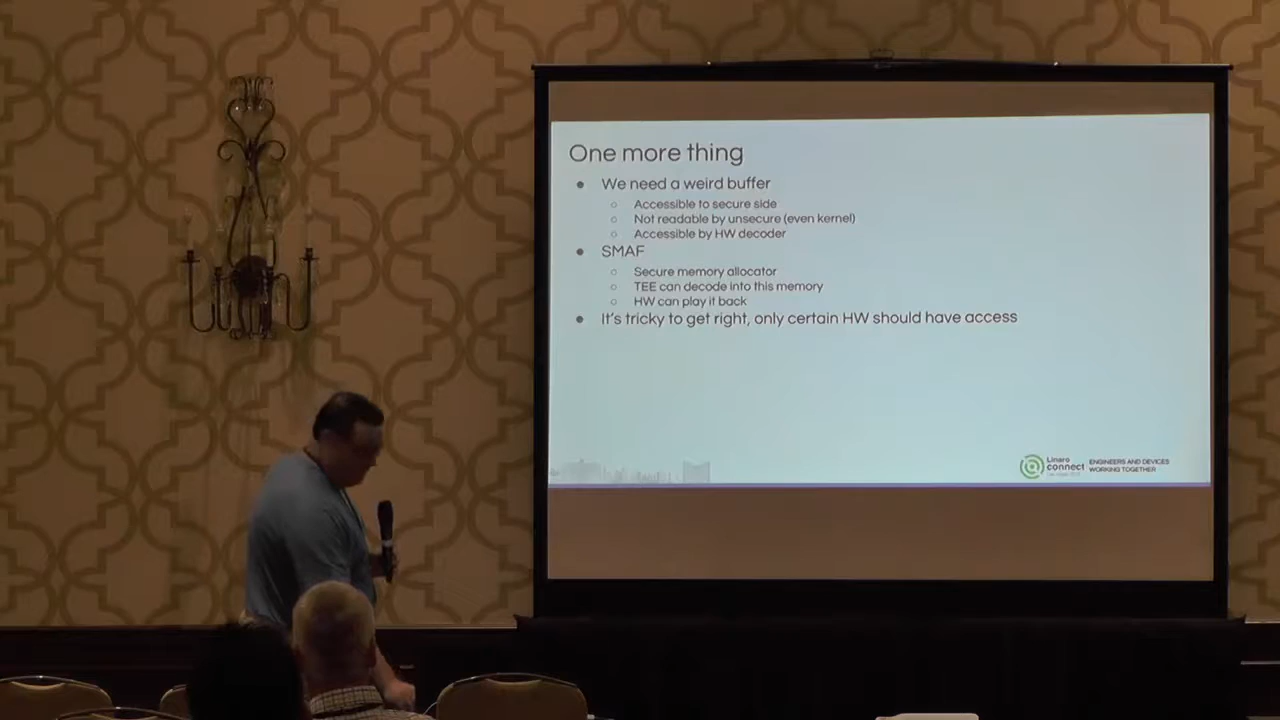 One more thing
● We need a weird buffer
○ Accessible to secure side
○ Not readable by unsecure (even kernel)
○ Accessible by HW decoder
● SMAF
○ Secure memory allocator
○ TEE can decode into this memory
○ HW can play it back
● It's tricky to get right, only certain HW should have access
Linaro
connect
ENGINEERS AND DEVICES
WORKING TOGETHER